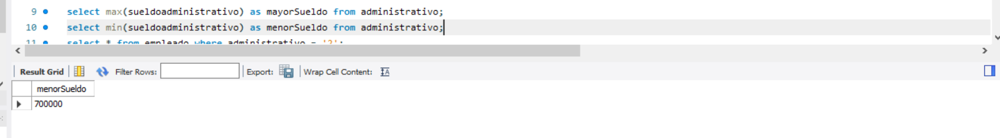 9 select max(sueldoadministrativo) as mayorSueldo from administrativo;
10 select min(sueldoadministrativo) as menorSueldo from administrativo;
11 select * from empleado where administrativo = '2';
Result Grid Filter Rows: Export: Wrap Cell Content: IA
menorSueldo
700000